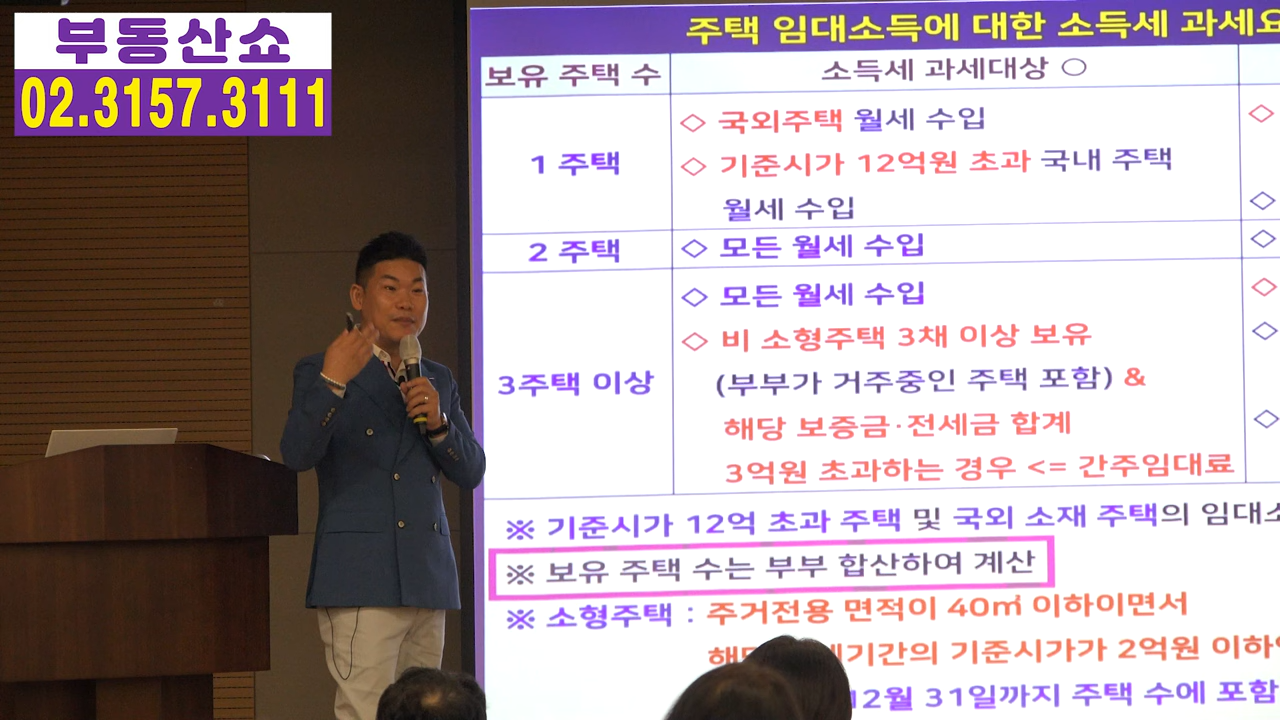 부동산쇼
02.3157.3111
주택 임대소득에 대한 소득세 과세요
보유 주택 수
소득세 과세대상 ○
1 주택
◇ 국외주택 월세 수입
◇ 기준시가 12억원 초과 국내 주택
월세 수입
2 주택
◇ 모든 월세 수입
3주택 이상
◇ 모든 월세 수입
◇ 비 소형주택 3채 이상 보유
(부부가 거주중인 주택 포함) &
해당 보증금·전세금 합계
3억원 초과하는 경우 <= 간주임대료
※ 기준시가 12억 초과 주택 및 국외 소재 주택의 임대소
※ 보유 주택 수는 부부 합산하여 계산
※ 소형주택 : 주거전용 면적이 40㎡ 이하이면서
기간의 기준시가가 2억원 이하
12월 31일까지 주택 수에 포함